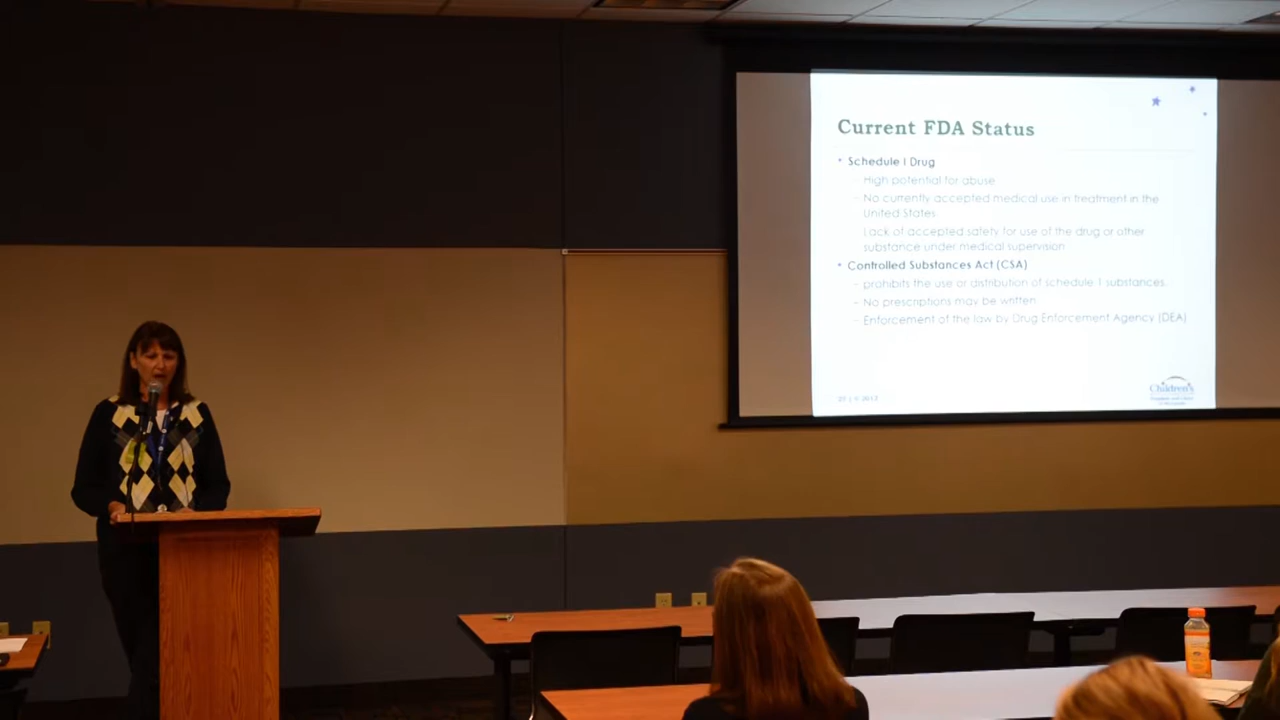 Current FDA Status
• Schedule I Drug
High potential for abuse
– No currently accepted medical use in treatment in the
United States
Lack of accepted safety for use of the drug or other
substance under medical supervision
• Controlled Substances Act (CSA)
– prohibits the use or distribution of schedule 1 substances.
– No prescriptions may be written
– Enforcement of the law by Drug Enforcement Agency (DEA)
Children's